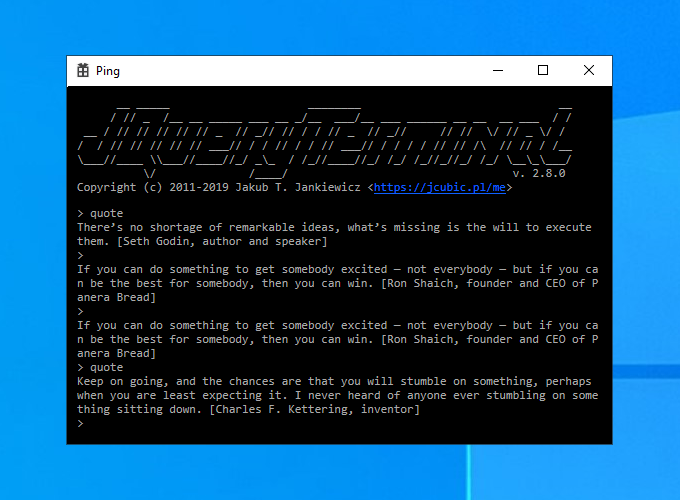 Ping
v. 2.8.0
Copyright (c) 2011-2019 Jakub T. Jankiewicz <https://jcubic.pl/me>
> quote
There’s no shortage of remarkable ideas, what’s missing is the will to execute
them. [Seth Godin, author and speaker]
>
If you can do something to get somebody excited — not everybody — but if you ca
n be the best for somebody, then you can win. [Ron Shaich, founder and CEO of P
anera Bread]
>
If you can do something to get somebody excited — not everybody — but if you ca
n be the best for somebody, then you can win. [Ron Shaich, founder and CEO of P
anera Bread]
> quote
Keep on going, and the chances are that you will stumble on something, perhaps
when you are least expecting it. I never heard of anyone ever stumbling on some
thing sitting down. [Charles F. Kettering, inventor]
>